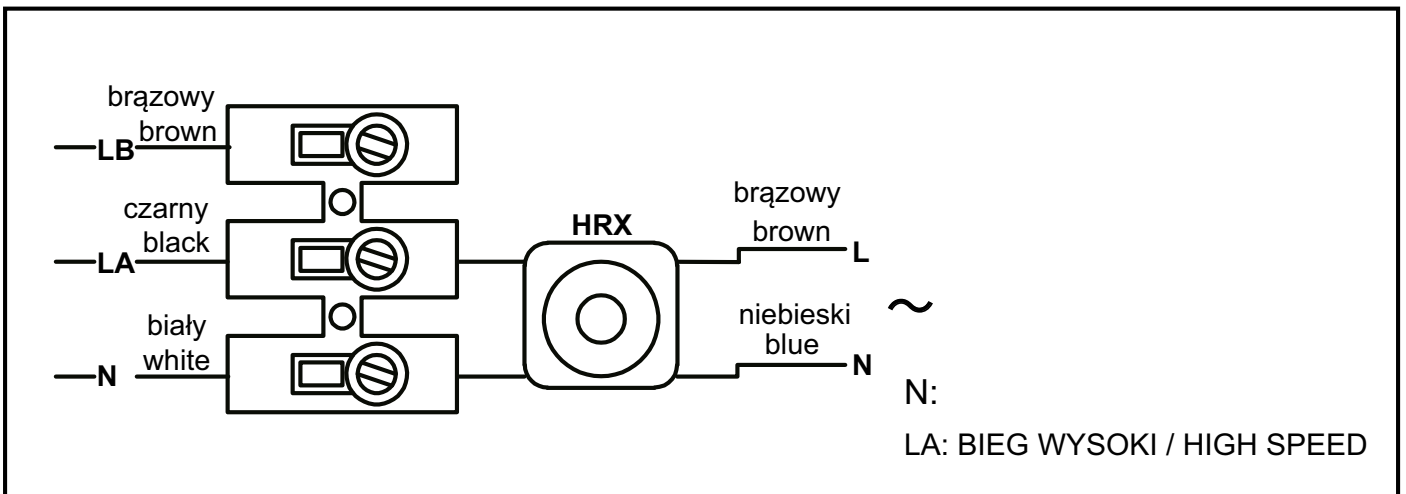 brązowy
brown
LB
czarny
black
LA
biały
white
N
HRX
brązowy
brown
L
niebieski
blue
N
~
N:
LA: BIEG WYSOKI / HIGH SPEED